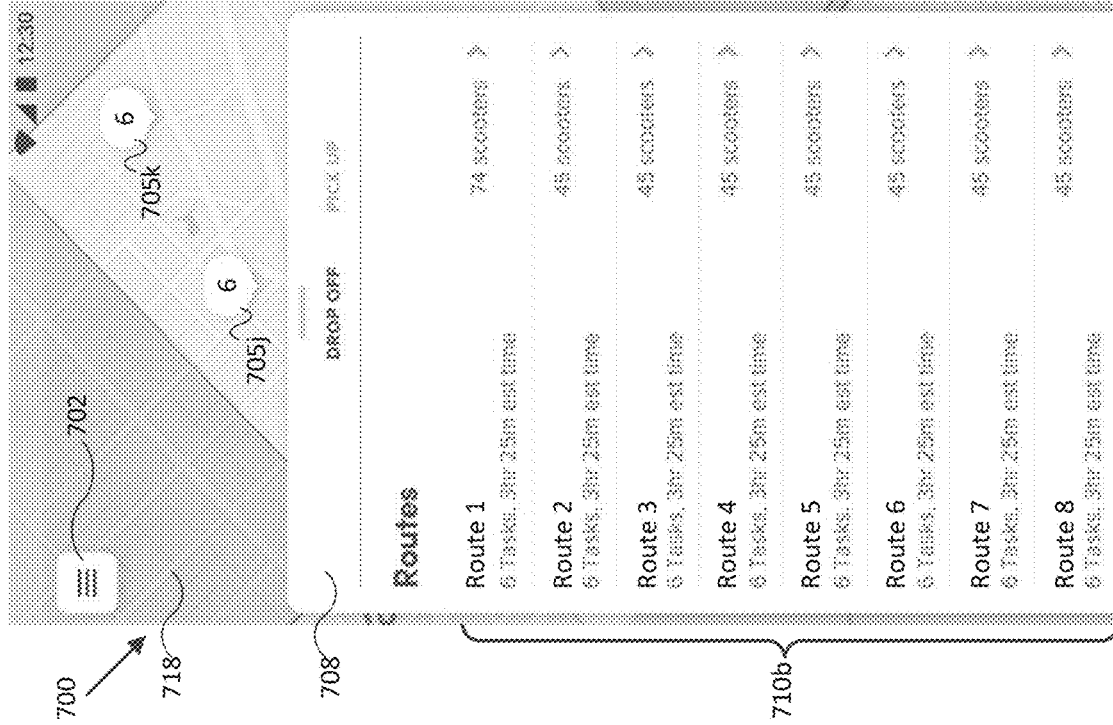 12:30
702
6
705k
6
705j
700
718
708
DROP OFF PICK UP
Routes
Route 1 74 scooters >
6 Tasks, 3hr 25m est time
Route 2 45 scooters >
6 Tasks, 3hr 25m est time
Route 3 45 scooters >
6 Tasks, 3hr 25m est time
Route 4 45 scooters >
6 Tasks, 3hr 25m est time
Route 5 45 scooters >
6 Tasks, 3hr 25m est time
Route 6 45 scooters >
6 Tasks, 3hr 25m est time
Route 7 45 scooters >
6 Tasks, 3hr 25m est time
Route 8 45 scooters >
6 Tasks, 3hr 25m est time
710b